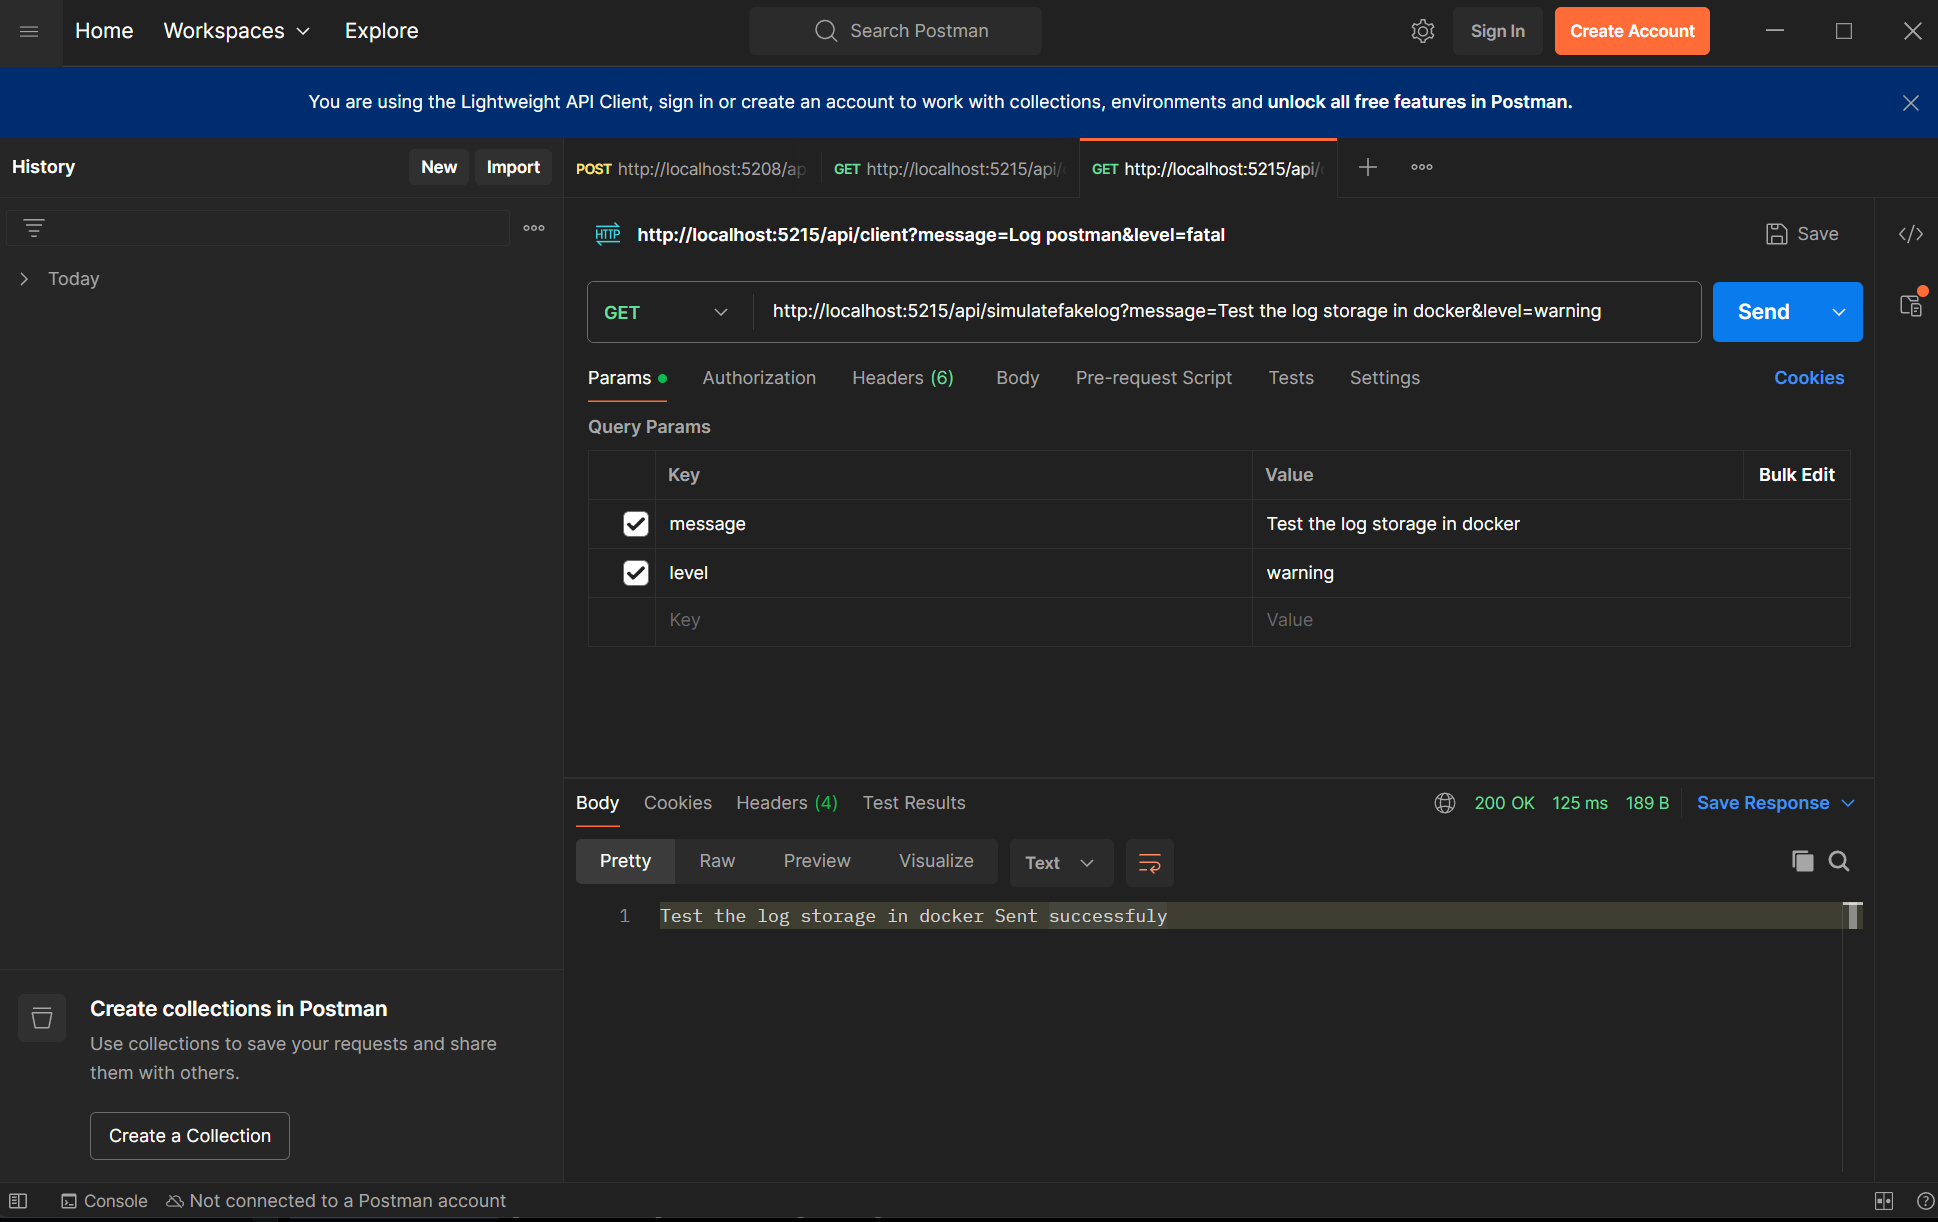 Home Workspaces Explore Search Postman Sign In Create Account
You are using the Lightweight API Client, sign in or create an account to work with collections, environments and unlock all free features in Postman.
History New Import
POST http://localhost:5208/ap GET http://localhost:5215/api/ GET http://localhost:5215/api/
HTTP http://localhost:5215/api/client?message=Log postman&level=fatal Save
Today
GET http://localhost:5215/api/simulatefakelog?message=Test the log storage in docker&level=warning Send
Params Authorization Headers (6) Body Pre-request Script Tests Settings Cookies
Query Params
Key Value Bulk Edit
message Test the log storage in docker
level warning
Key Value
Body Cookies Headers (4) Test Results 200 OK 125 ms 189 B Save Response
Pretty Raw Preview Visualize Text
1 Test the log storage in docker Sent successfuly
Create collections in Postman
Use collections to save your requests and share
them with others.
Create a Collection
Console Not connected to a Postman account